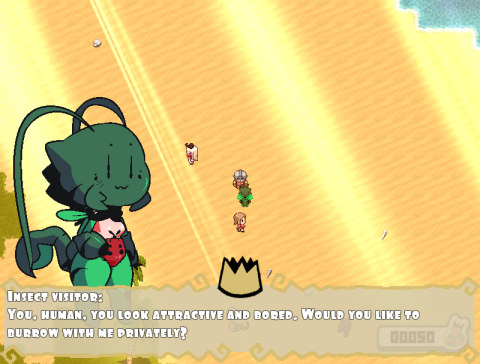 Insect visitor:
You, human, you look attractive and bored. Would you like to
burrow with me privately?
00050